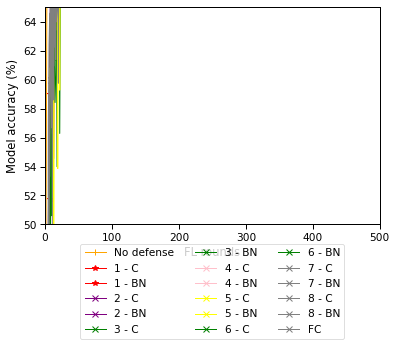 Model accuracy (%)
64
62
60
58
56
54
52
50
0 100 200 300 400 500
No defense
1 - C
1 - BN
2 - C
2 - BN
3 - C
3 - BN
4 - C
4 - BN
5 - C
5 - BN
6 - C
6 - BN
7 - C
7 - BN
8 - C
8 - BN
FC